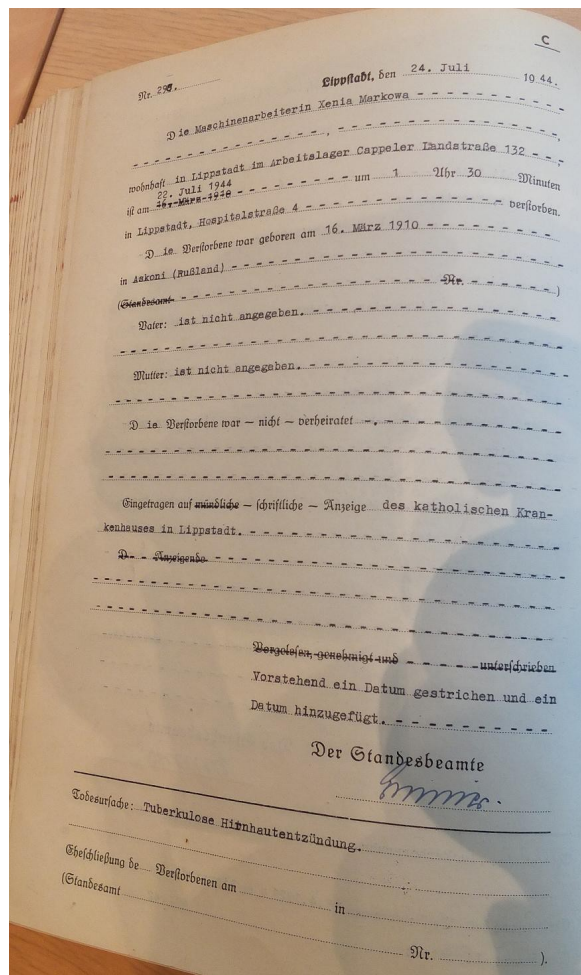 C
Nr. 295.
Lippstadt, den 24. Juli 1944.
Die Maschinenarbeiterin Xenia Markowa - - - - - - - - -
- - - - - - - - - - - - - - , - - - - - - - - - - - - - - - ,
wohnhaft in Lippstadt im Arbeitslager Cappeler Landstraße 132 - - ,
22. Juli 1944
ist am 16. März 1910 - - - - - - - - um 1 Uhr 30 Minuten
in Lippstadt, Hospitalstraße 4 - - - - - - - - - - - - - verstorben.
Die Verstorbene war geboren am 16. März 1910 - - - - - - - - -
in Askoni (Rußland) - - - - - - - - - - - - - - - - - - - - -
(Standesamt - - - - - - - - - - - - - - - - - Nr. - - - - - - )
Vater: ist nicht angegeben. - - - - - - - - - - - - - - - - -
- - - - - - - - - - - - - - - - - - - - - - - - - - - - - -
Mutter: ist nicht angegeben. - - - - - - - - - - - - - - - - -
- - - - - - - - - - - - - - - - - - - - - - - - - - - - - -
Die Verstorbene war – nicht – verheiratet - . - - - - - - - - - - -
- - - - - - - - - - - - - - - - - - - - - - - - - - - - - -
- - - - - - - - - - - - - - - - - - - - - - - - - - - - - -
Eingetragen auf mündliche – schriftliche – Anzeige des katholischen Kran-
kenhauses in Lippstadt. - - - - - - - - - - - - - - - - - - - -
D - - Anzeigende - - - - - - - - - - - - - - - - - - - - - - -
- - - - - - - - - - - - - - - - - - - - - - - - - - - - - -
- - - - - - - - - - - - - - - - - - - - - - - - - - - - - -
Vorgelesen, genehmigt und - - - - - - unterschrieben
Vorstehend ein Datum gestrichen und ein
Datum hinzugefügt. - - - - - - - - - - - -
Der Standesbeamte
Todesursache: Tuberkulose Hirnhautentzündung.
Eheschließung de Verstorbenen am in
(Standesamt Nr. ).